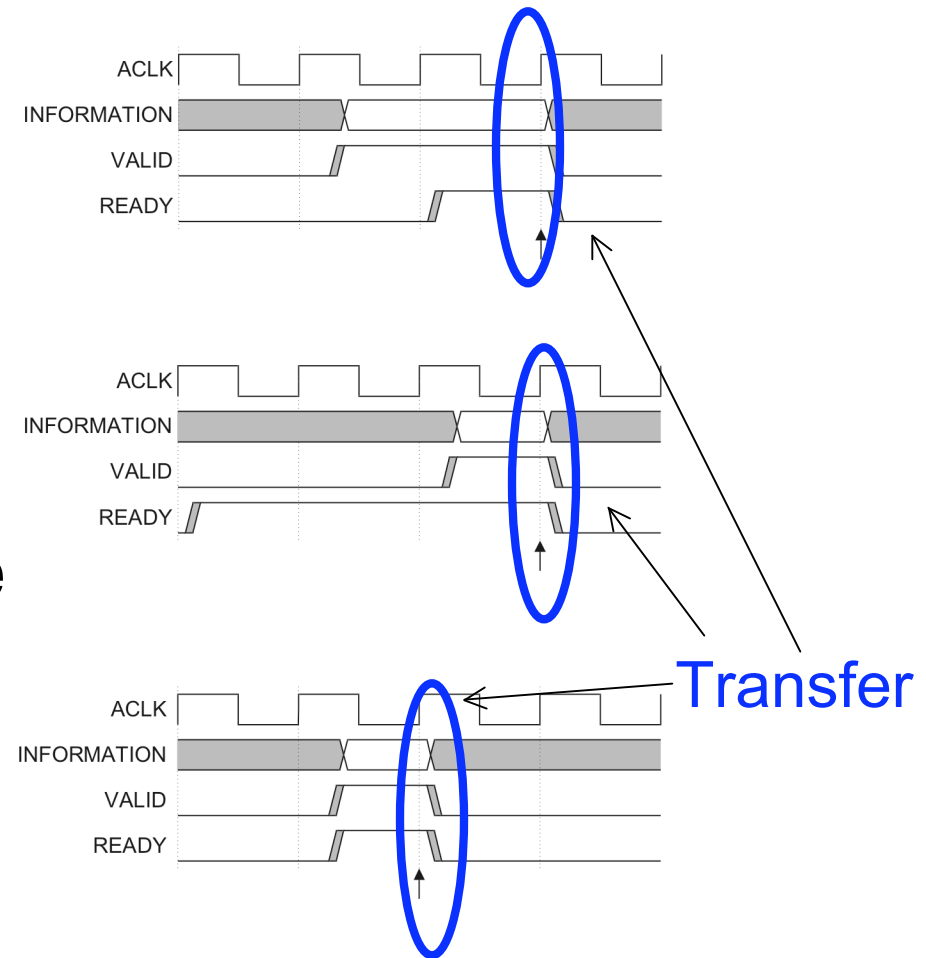 ACLK
INFORMATION
VALID
READY
ACLK
INFORMATION
VALID
READY
e
Transfer
ACLK
INFORMATION
VALID
READY